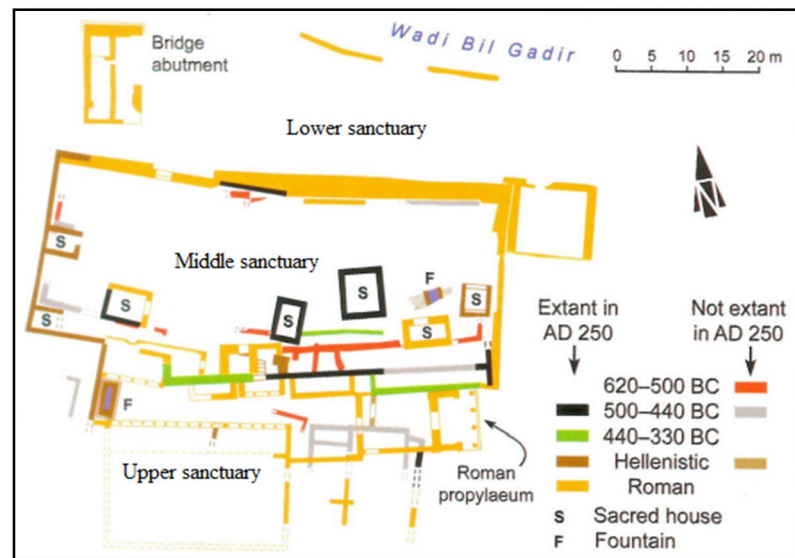 Bridge
abutment
Wadi Bil Gadir
0 5 10 15 20 m
Lower sanctuary
N
S
Middle sanctuary
S
F
S
S
S
S
S
F
Upper sanctuary
Roman
propylaeum
Extant in
AD 250
Not extant
in AD 250
620–500 BC
500–440 BC
440–330 BC
Hellenistic
Roman
S Sacred house
F Fountain